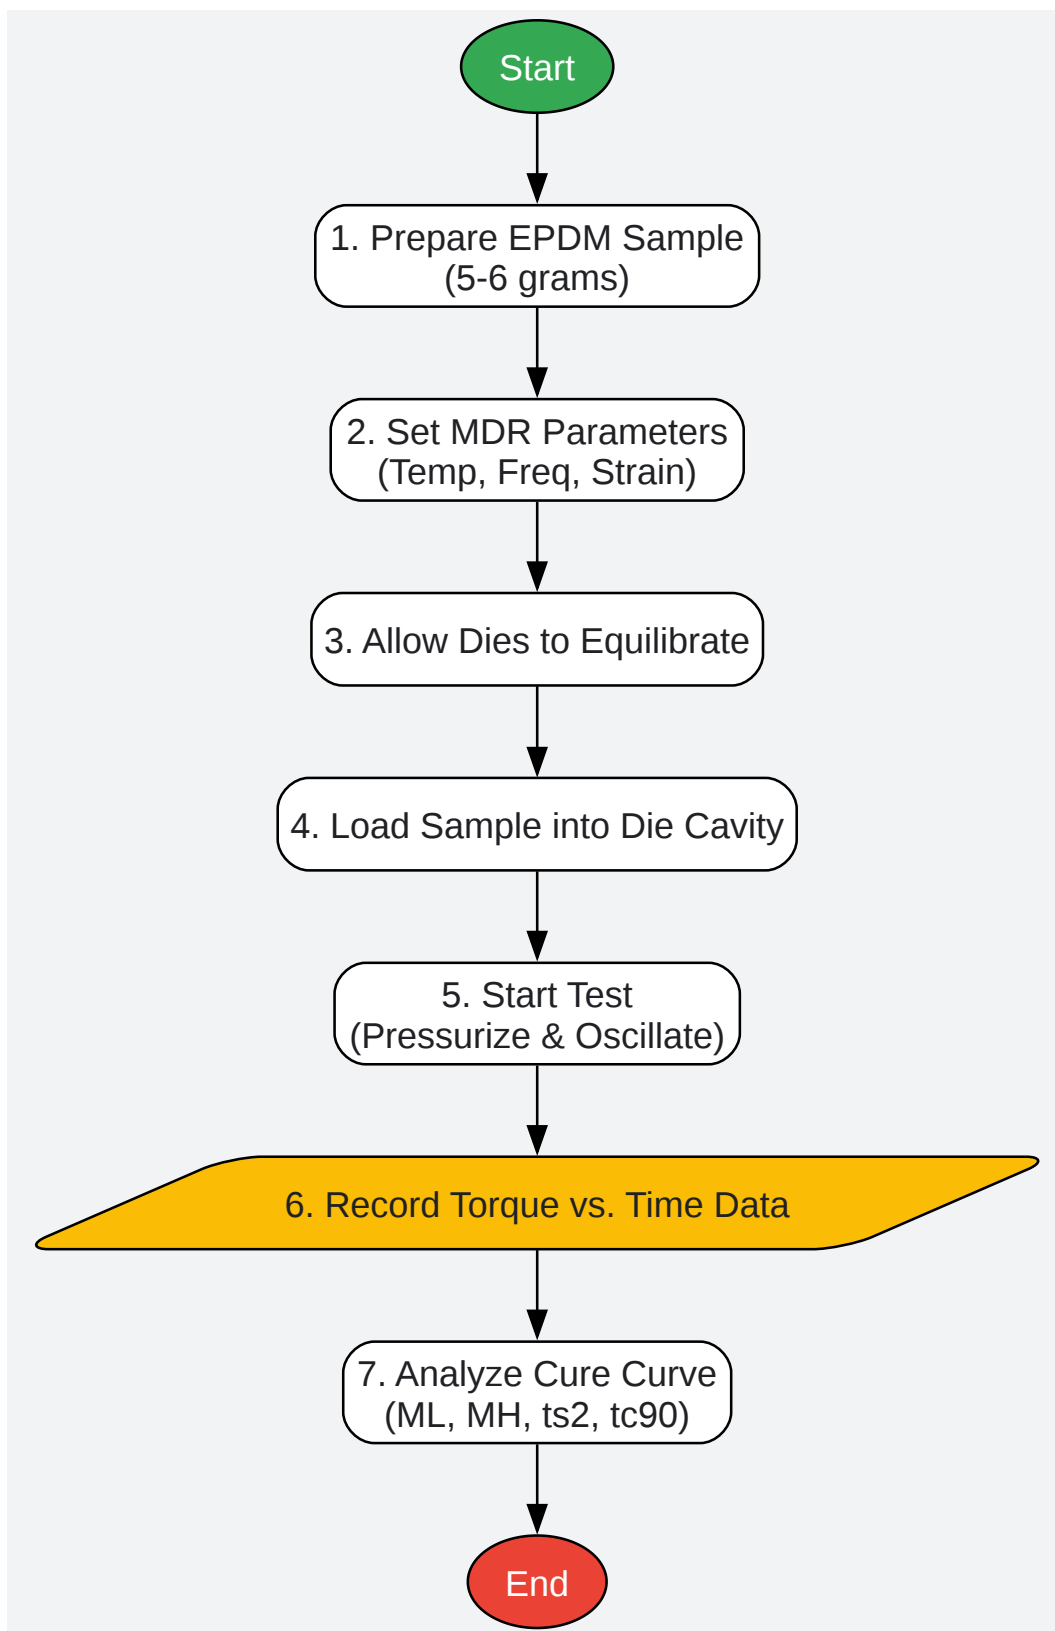 Start
1. Prepare EPDM Sample
(5-6 grams)
2. Set MDR Parameters
(Temp, Freq, Strain)
3. Allow Dies to Equilibrate
4. Load Sample into Die Cavity
5. Start Test
(Pressurize & Oscillate)
6. Record Torque vs. Time Data
7. Analyze Cure Curve
(ML, MH, ts2, tc90)
End